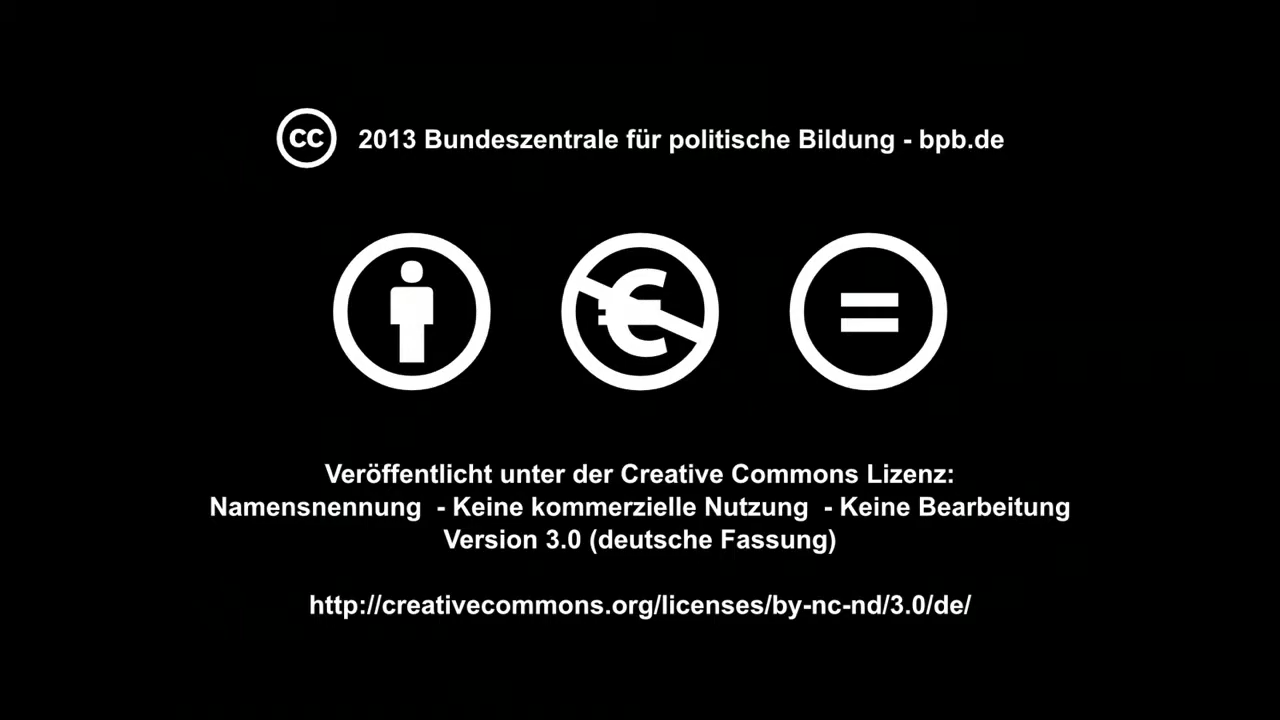 cc 2013 Bundeszentrale für politische Bildung - bpb.de
€
Veröffentlicht unter der Creative Commons Lizenz:
Namensnennung - Keine kommerzielle Nutzung - Keine Bearbeitung
Version 3.0 (deutsche Fassung)
http://creativecommons.org/licenses/by-nc-nd/3.0/de/